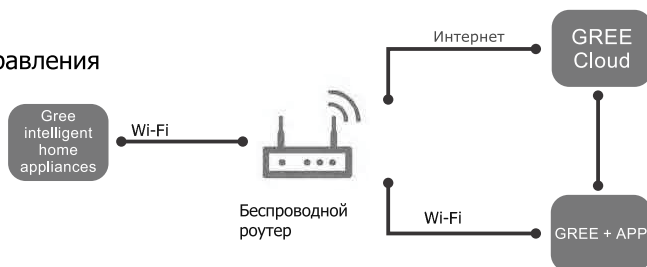 равления
Gree
intelligent
home
appliances
Wi-Fi
Беспроводной
роутер
Интернет
GREE
Cloud
Wi-Fi
GREE + APP